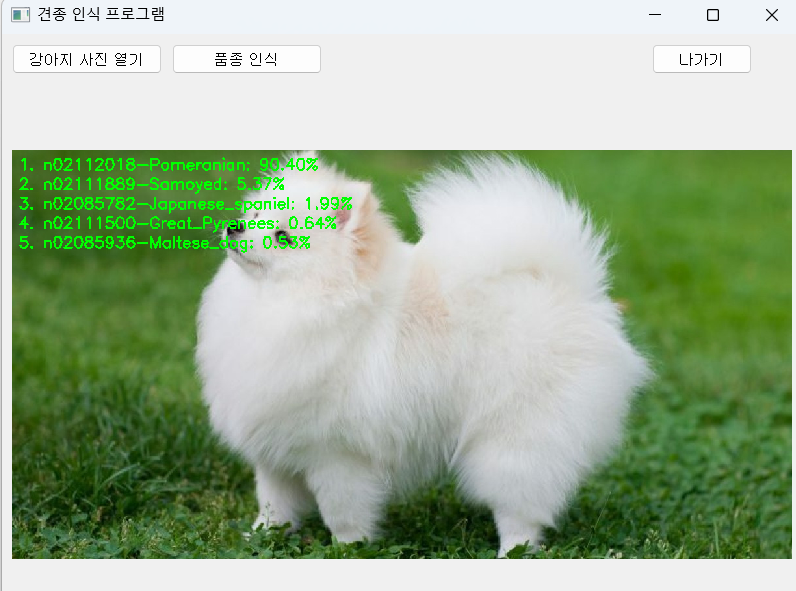 견종 인식 프로그램
강아지 사진 열기 품종 인식 나가기
1. n02112018-Pomeranian: 90.40%
2. n02111889-Samoyed: 5.37%
3. n02085782-Japanese_spaniel: 1.99%
4. n02111500-Great_Pyrenees: 0.64%
5. n02085936-Maltese_dog: 0.53%